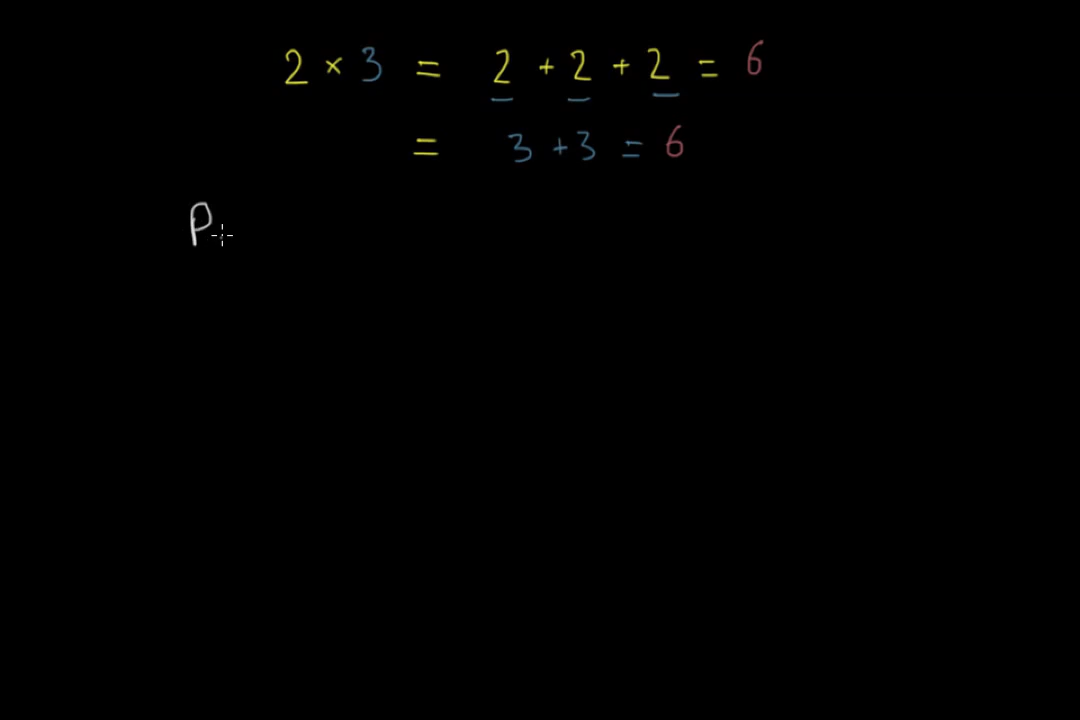 2 × 3 = 2 + 2 + 2 = 6
= 3 + 3 = 6
P